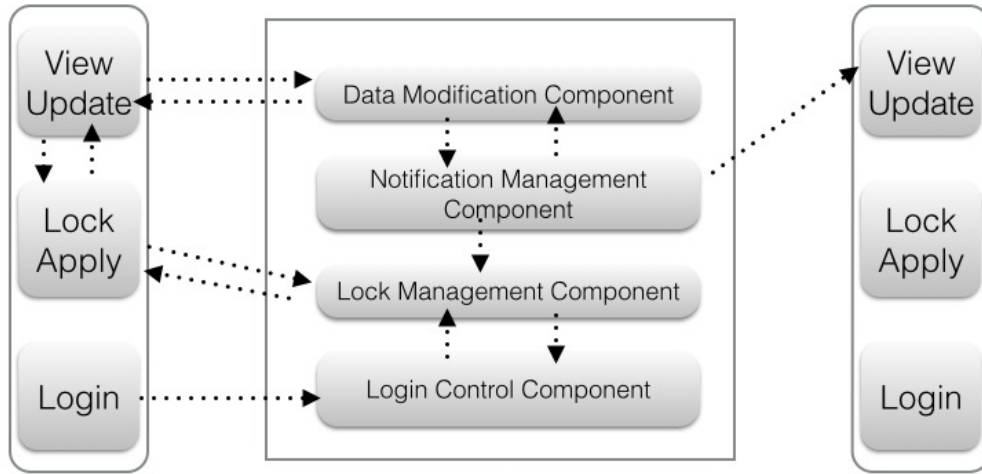 View
Update
Lock
Apply
Login
Data Modification Component
Notification Management
Component
Lock Management Component
Login Control Component
View
Update
Lock
Apply
Login